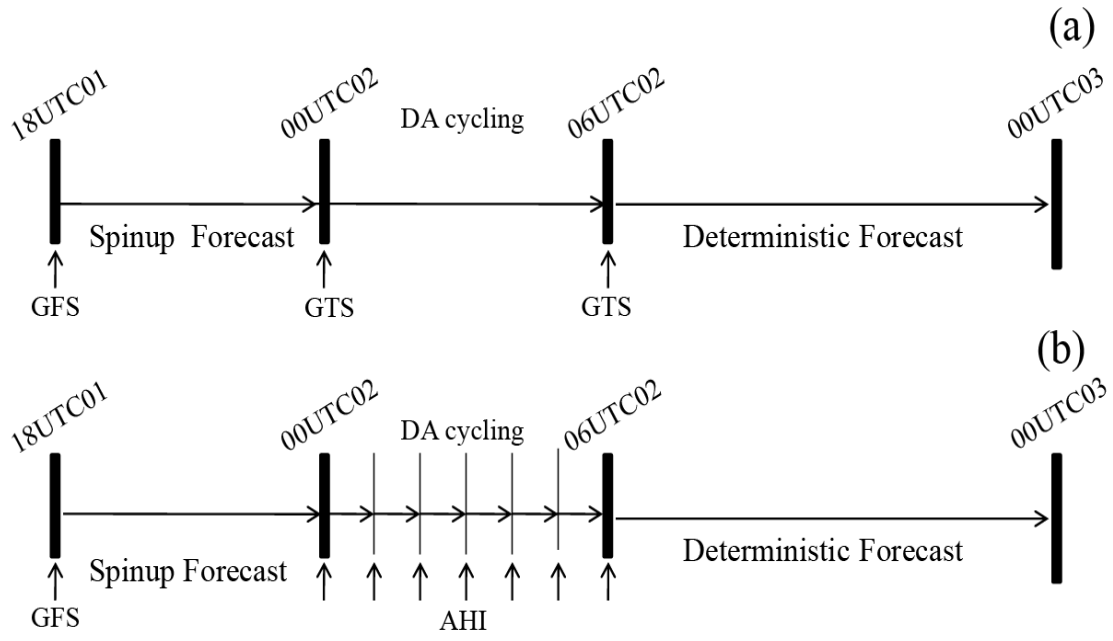 (a)
18UTC01
00UTC02
DA cycling
06UTC02
00UTC03
Spinup Forecast
Deterministic Forecast
GFS
GTS
GTS
(b)
18UTC01
00UTC02
DA cycling
06UTC02
00UTC03
Spinup Forecast
Deterministic Forecast
GFS
AHI